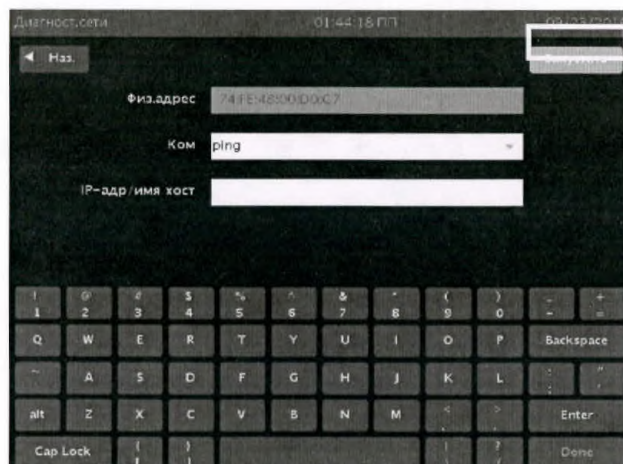 Диагност.сети 01:44:18 ПП
Наз.
Физ.адрес 74:FE:48:00:D0:C7
Ком ping
IP-адр/имя хост
! @ # $ % ^ & * ( ) _ +
1 2 3 4 5 6 7 8 9 0 - =
Q W E R T Y U I O P Backspace
~ A S D F G H J K L : "
alt Z X C V B N M < > Enter
Cap Lock { } | ? Done